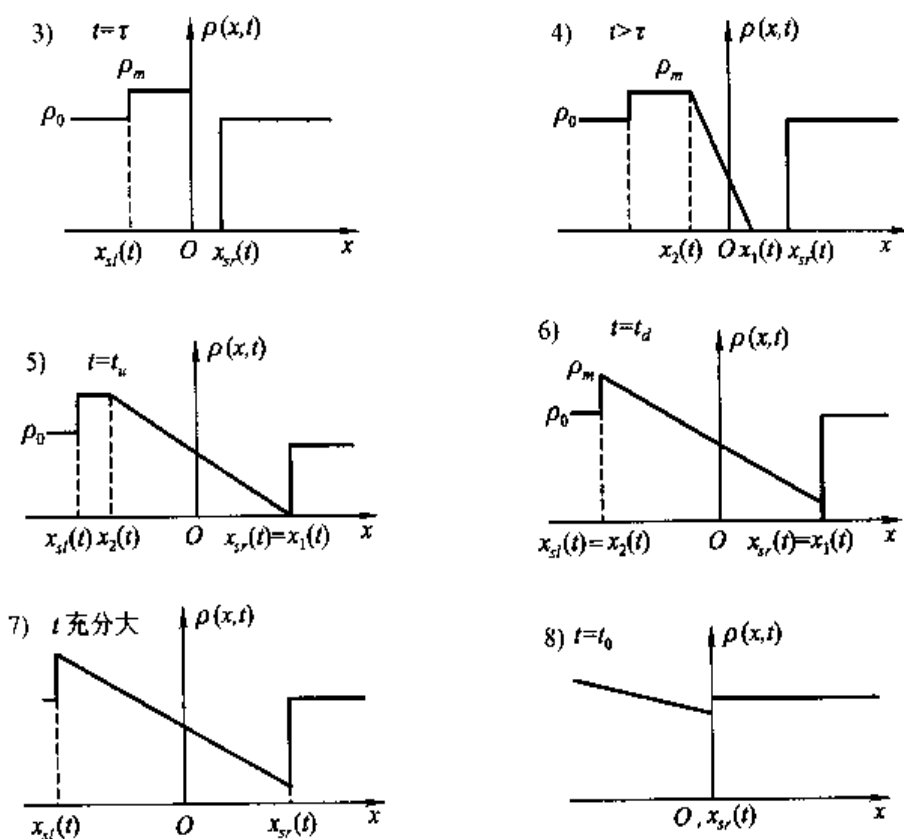 3) t=τ ρ(x,t)
ρ_m
ρ_0
x_sl(t) O x_sr(t) x
4) t>τ ρ(x,t)
ρ_m
ρ_0
x_2(t) O x_1(t) x_sr(t) x
5) t=t_u ρ(x,t)
ρ_0
x_sl(t) x_2(t) O x_sr(t)=x_1(t) x
6) t=t_d ρ(x,t)
ρ_m
ρ_0
x_sl(t)=x_2(t) O x_sr(t)=x_1(t) x
7) t 充分大 ρ(x,t)
x_sl(t) O x_sr(t) x
8) t=t_0 ρ(x,t)
O,x_sr(t) x